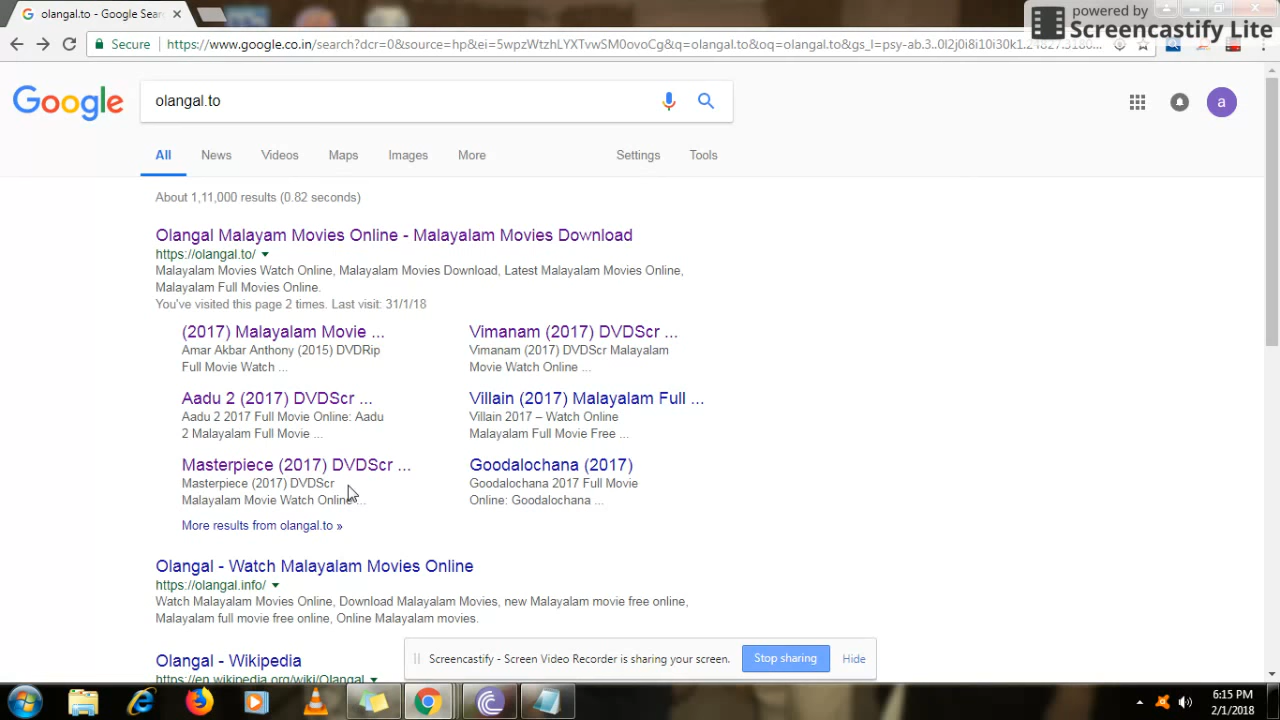 olangal.to - Google Sear
powered by
Screencastify Lite
Secure
https://www.google.co.in/search?dcr=0&source=hp&ei=5wpzWtzhLYXTvwSM0ovoCg&q=olangal.to&oq=olangal.to&gs_l=psy-ab.3..0l2j0i8i10i30k1.
Google
olangal.to
a
All
News
Videos
Maps
Images
More
Settings
Tools
About 1,11,000 results (0.82 seconds)
Olangal Malayam Movies Online - Malayalam Movies Download
https://olangal.to/
Malayalam Movies Watch Online, Malayalam Movies Download, Latest Malayalam Movies Online,
Malayalam Full Movies Online.
You've visited this page 2 times. Last visit: 31/1/18
(2017) Malayalam Movie ...
Amar Akbar Anthony (2015) DVDRip
Full Movie Watch ...
Vimanam (2017) DVDScr ...
Vimanam (2017) DVDScr Malayalam
Movie Watch Online ...
Aadu 2 (2017) DVDScr ...
Aadu 2 2017 Full Movie Online: Aadu
2 Malayalam Full Movie ...
Villain (2017) Malayalam Full ...
Villain 2017 – Watch Online
Malayalam Full Movie Free ...
Masterpiece (2017) DVDScr ...
Masterpiece (2017) DVDScr
Malayalam Movie Watch Online ...
Goodalochana (2017)
Goodalochana 2017 Full Movie
Online: Goodalochana ...
More results from olangal.to »
Olangal - Watch Malayalam Movies Online
https://olangal.info/
Watch Malayalam Movies Online, Download Malayalam Movies, new Malayalam movie free online,
Malayalam full movie free online, Online Malayalam movies.
Olangal - Wikipedia
https://en.wikipedia.org/wiki/Olangal
Screencastify - Screen Video Recorder is sharing your screen.
Stop sharing
Hide
6:15 PM
2/1/2018